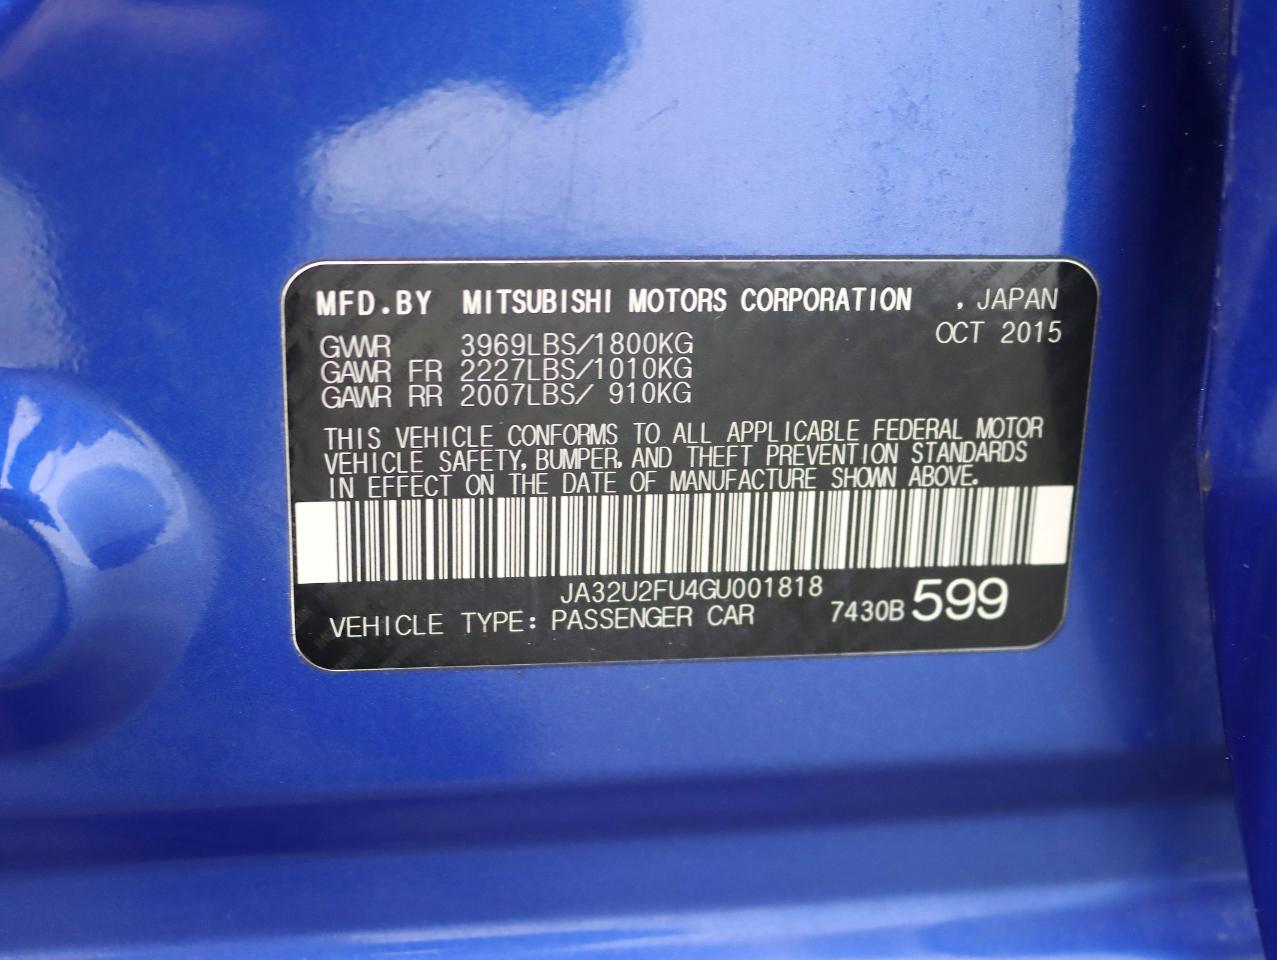 MFD.BY MITSUBISHI MOTORS CORPORATION , JAPAN
OCT 2015
GVWR 3969LBS/1800KG
GAWR FR 2227LBS/1010KG
GAWR RR 2007LBS/ 910KG
THIS VEHICLE CONFORMS TO ALL APPLICABLE FEDERAL MOTOR
VEHICLE SAFETY, BUMPER, AND THEFT PREVENTION STANDARDS
IN EFFECT ON THE DATE OF MANUFACTURE SHOWN ABOVE.
JA32U2FU4GU001818
VEHICLE TYPE: PASSENGER CAR 7430B 599